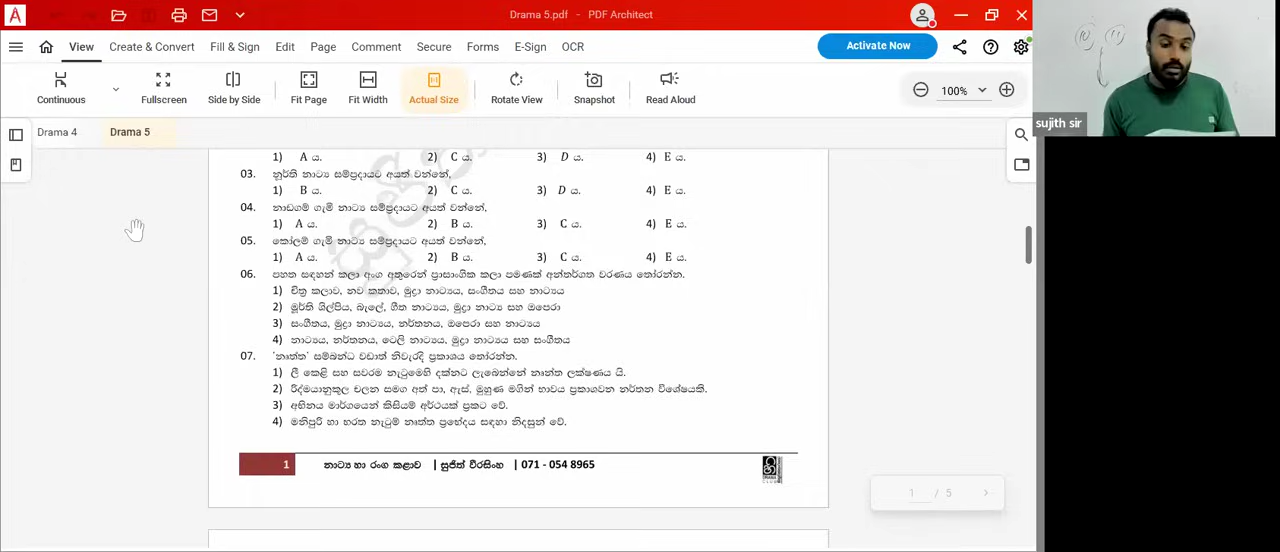 Drama 5.pdf - PDF Architect
View Create & Convert Fill & Sign Edit Page Comment Secure Forms E-Sign OCR Activate Now
Continuous Fullscreen Side by Side Fit Page Fit Width Actual Size Rotate View Snapshot Read Aloud 100%
sujith sir
Drama 4 Drama 5
1) A ය. 2) C ය. 3) D ය. 4) E ය.
03. නූර්ති නාට්‍ය සම්ප්‍රදායට අයත් වන්නේ,
1) B ය. 2) C ය. 3) D ය. 4) E ය.
04. නාඩගම් ගැමි නාට්‍ය සම්ප්‍රදායට අයත් වන්නේ,
1) A ය. 2) B ය. 3) C ය. 4) E ය.
05. කෝලම් ගැමි නාට්‍ය සම්ප්‍රදායට අයත් වන්නේ,
1) A ය. 2) B ය. 3) C ය. 4) E ය.
06. පහත සඳහන් කලා අංග අතුරෙන් ප්‍රාසාංගික කලා පමණක් අන්තර්ගත වරණය තෝරන්න.
1) චිත්‍ර කලාව, නව කතාව, මුද්‍රා නාට්‍යය, සංගීතය සහ නාට්‍යය
2) මූර්ති ශිල්පිය, බැලේ, ගීත නාට්‍යය, මුද්‍රා නාට්‍ය සහ ඔපෙරා
3) සංගීතය, මුද්‍රා නාට්‍යය, නර්තනය, ඔපෙරා සහ නාට්‍යය
4) නාට්‍යය, නර්තනය, ටෙලි නාට්‍යය, මුද්‍රා නාට්‍යය සහ සංගීතය
07. 'නෘත්ත' සම්බන්ධ වඩාත් නිවැරදි ප්‍රකාශය තෝරන්න.
1) ලී කෙළි සහ සවරම නැටුමෙහි දක්නට ලැබෙන්නේ නෘත්ත ලක්ෂණය යි.
2) රිද්මයානුකූල චලන සමග අත් පා, ඇස්, මුහුණ මගින් භාවය ප්‍රකාශවන නර්තන විශේෂයකි.
3) අභිනය මාර්ගයෙන් කිසියම් අර්ථයක් ප්‍රකට වේ.
4) මනිපුරි හා භරත නැටුම් නෘත්ත ප්‍රභේදය සඳහා නිදසුන් වේ.
1 නාට්‍ය හා රංග කලාව | සුජිත් වීරසිංහ | 071 - 054 8965
1 / 5